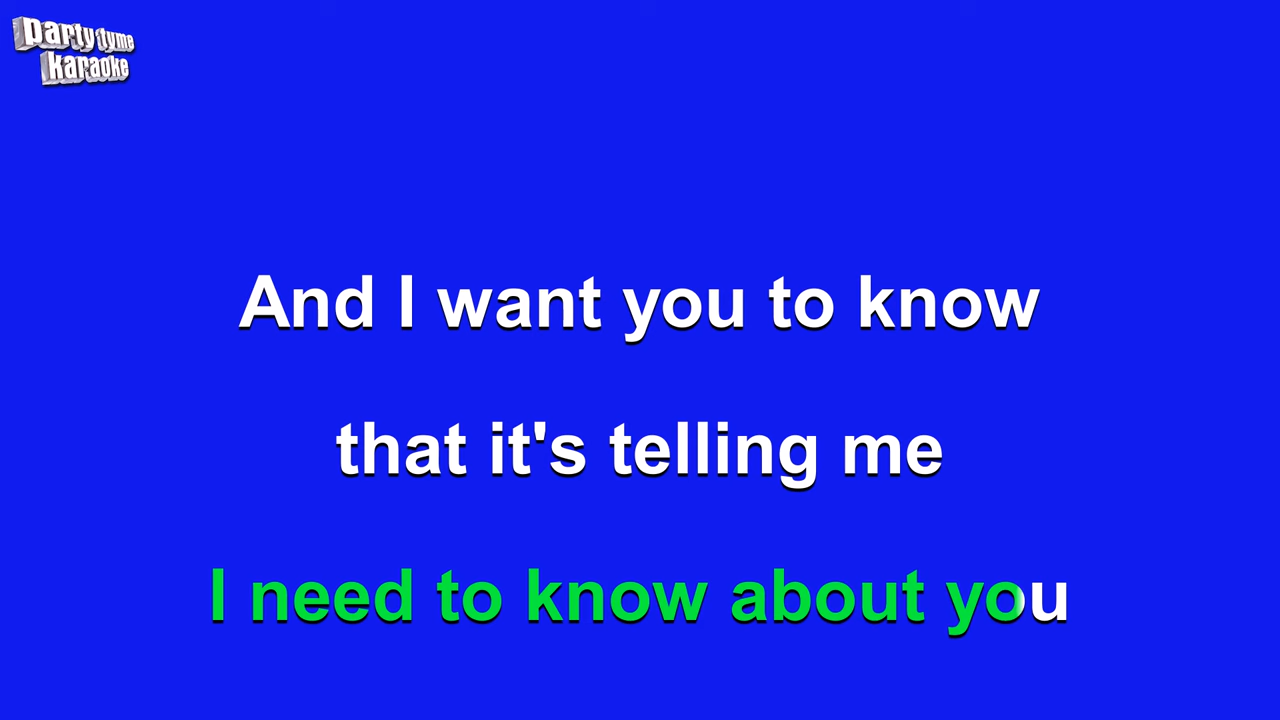 party tyme
karaoke
And I want you to know
that it's telling me
I need to know about you